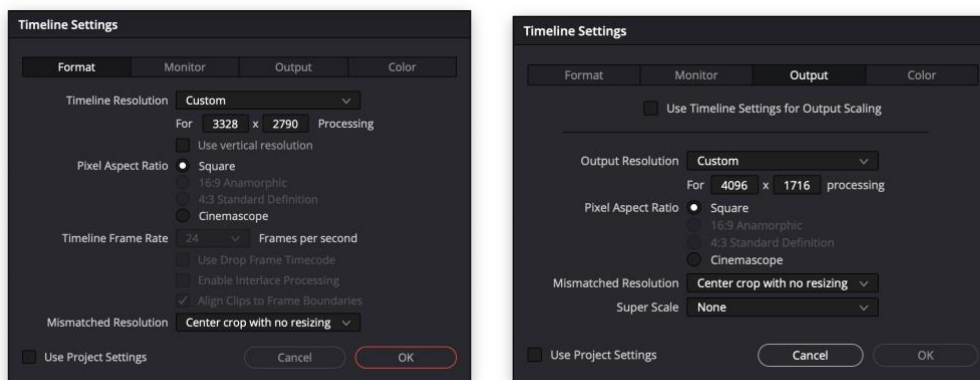 Timeline Settings
Format Monitor Output Color
Timeline Resolution Custom
For 3328 x 2790 Processing
Use vertical resolution
Pixel Aspect Ratio Square
16:9 Anamorphic
4:3 Standard Definition
Cinemascope
Timeline Frame Rate 24 Frames per second
Use Drop Frame Timecode
Enable Interlace Processing
Align Clips to Frame Boundaries
Mismatched Resolution Center crop with no resizing
Use Project Settings Cancel OK
Timeline Settings
Format Monitor Output Color
Use Timeline Settings for Output Scaling
Output Resolution Custom
For 4096 x 1716 processing
Pixel Aspect Ratio Square
16:9 Anamorphic
4:3 Standard Definition
Cinemascope
Mismatched Resolution Center crop with no resizing
Super Scale None
Use Project Settings Cancel OK